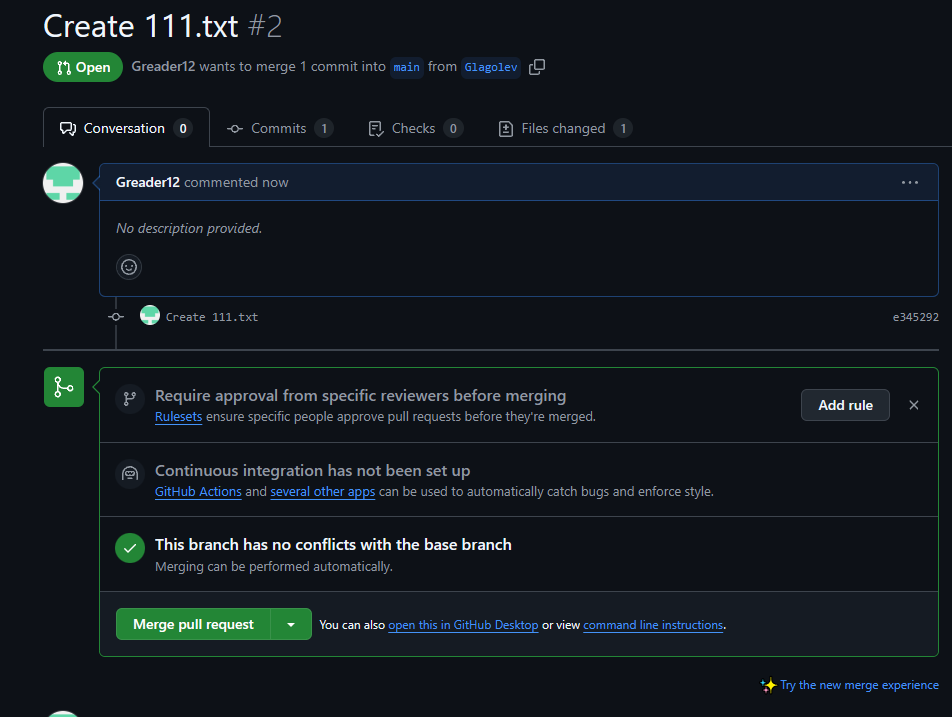 Create 111.txt #2
Open Greader12 wants to merge 1 commit into main from Glagolev
Conversation 0 Commits 1 Checks 0 Files changed 1
Greader12 commented now
No description provided.
Create 111.txt e345292
Require approval from specific reviewers before merging
Rulesets ensure specific people approve pull requests before they're merged.
Add rule
Continuous integration has not been set up
GitHub Actions and several other apps can be used to automatically catch bugs and enforce style.
This branch has no conflicts with the base branch
Merging can be performed automatically.
Merge pull request You can also open this in GitHub Desktop or view command line instructions.
Try the new merge experience